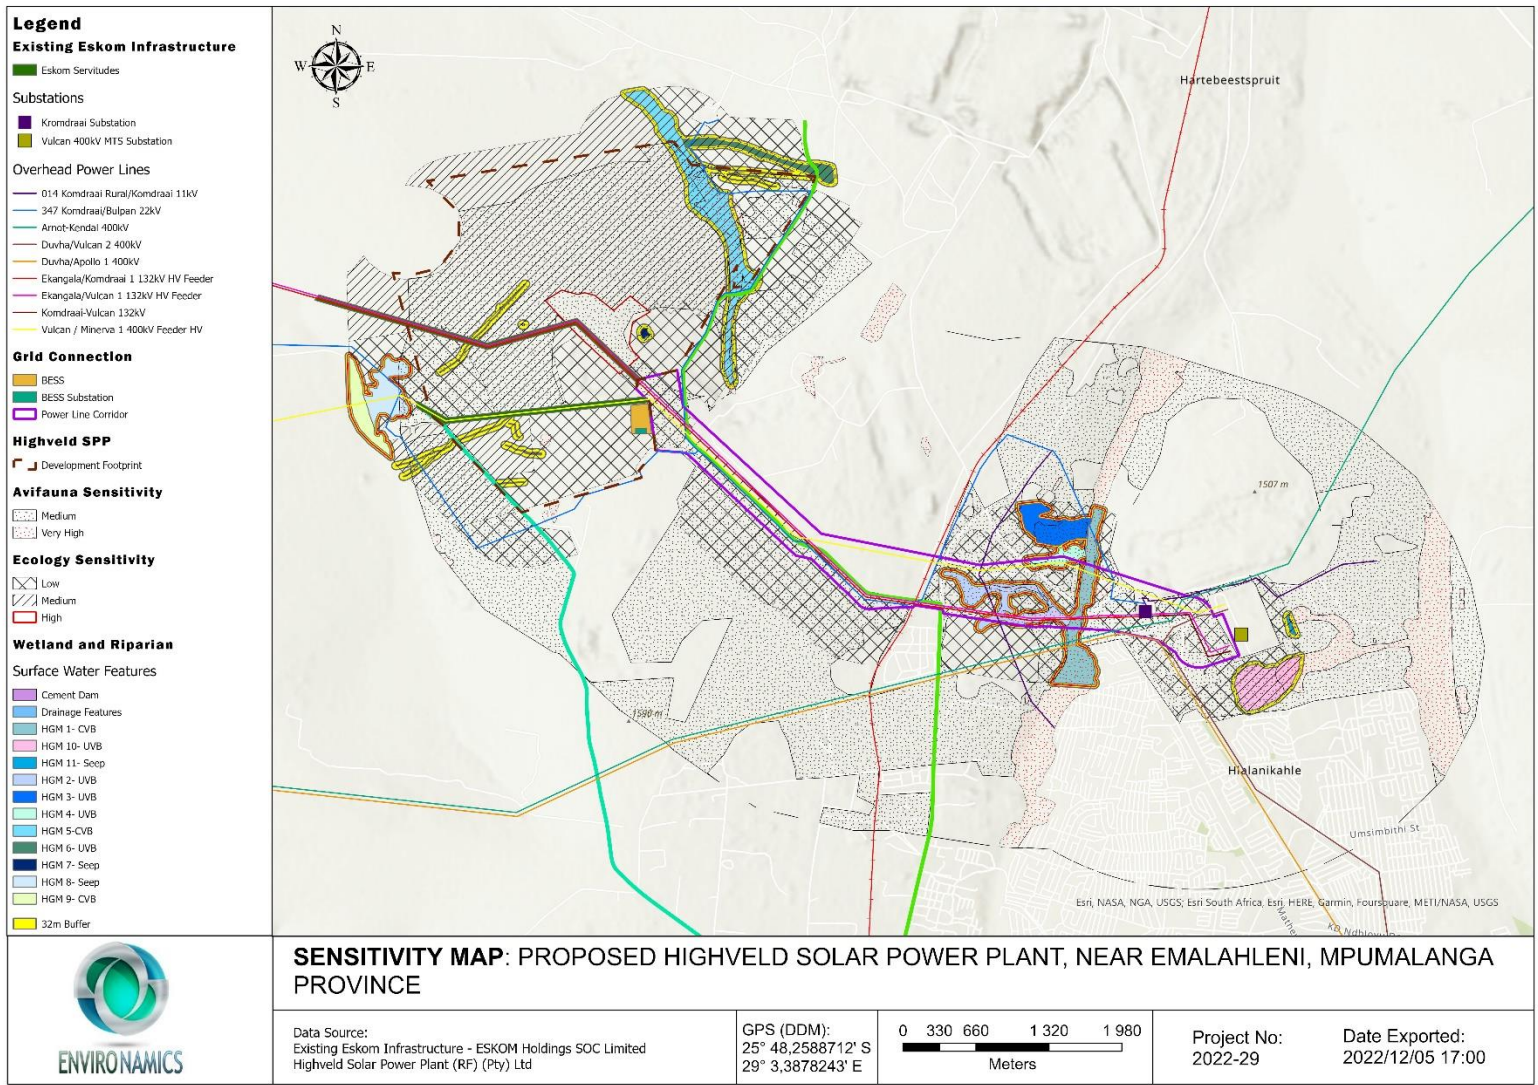 Legend
Existing Eskom Infrastructure
Eskom Servitudes
Substations
Kromdraai Substation
Vulcan 400kV MTS Substation
Overhead Power Lines
014 Komdraai Rural/Komdraai 11kV
347 Komdraai/Bulpan 22kV
Arnot-Kendal 400kV
Duvha/Vulcan 2 400kV
Duvha/Apollo 1 400kV
Ekangala/Komdraai 1 132kV HV Feeder
Ekangala/Vulcan 1 132kV HV Feeder
Komdraai-Vulcan 132kV
Vulcan / Minerva 1 400kV Feeder HV
Grid Connection
BESS
BESS Substation
Power Line Corridor
Highveld SPP
Development Footprint
Avifauna Sensitivity
Medium
Very High
Ecology Sensitivity
Low
Medium
High
Wetland and Riparian
Surface Water Features
Cement Dam
Drainage Features
HGM 1- CVB
HGM 10- UVB
HGM 11- Seep
HGM 2- UVB
HGM 3- UVB
HGM 4- UVB
HGM 5-CVB
HGM 6- UVB
HGM 7- Seep
HGM 8- Seep
HGM 9- CVB
32m Buffer
N
W E
S
Hartebeestspruit
1507 m
1590 m
Hlalanikahle
Umsimbithi St
Esri, NASA, NGA, USGS; Esri South Africa, Esri, HERE, Garmin, Foursquare, METI/NASA, USGS
KD Ndhlovu
ENVIRONAMICS
SENSITIVITY MAP: PROPOSED HIGHVELD SOLAR POWER PLANT, NEAR EMALAHLENI, MPUMALANGA
PROVINCE
Data Source:
Existing Eskom Infrastructure - ESKOM Holdings SOC Limited
Highveld Solar Power Plant (RF) (Pty) Ltd
GPS (DDM):
25° 48,2588712' S
29° 3,3878243' E
0 330 660 1 320 1 980
Meters
Project No:
2022-29
Date Exported:
2022/12/05 17:00